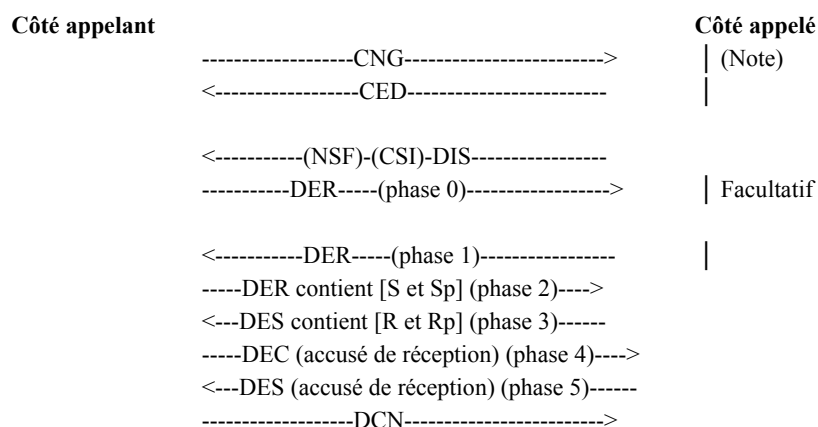 Côté appelant Côté appelé
-------------------CNG-------------------------> | (Note)
<------------------CED------------------------- |
<-----------(NSF)-(CSI)-DIS-----------------
-----------DER-----(phase 0)------------------> | Facultatif
<-----------DER-----(phase 1)----------------- |
-----DER contient [S et Sp] (phase 2)---->
<---DES contient [R et Rp] (phase 3)------
-----DEC (accusé de réception) (phase 4)---->
<---DES (accusé de réception) (phase 5)------
-------------------DCN------------------------->